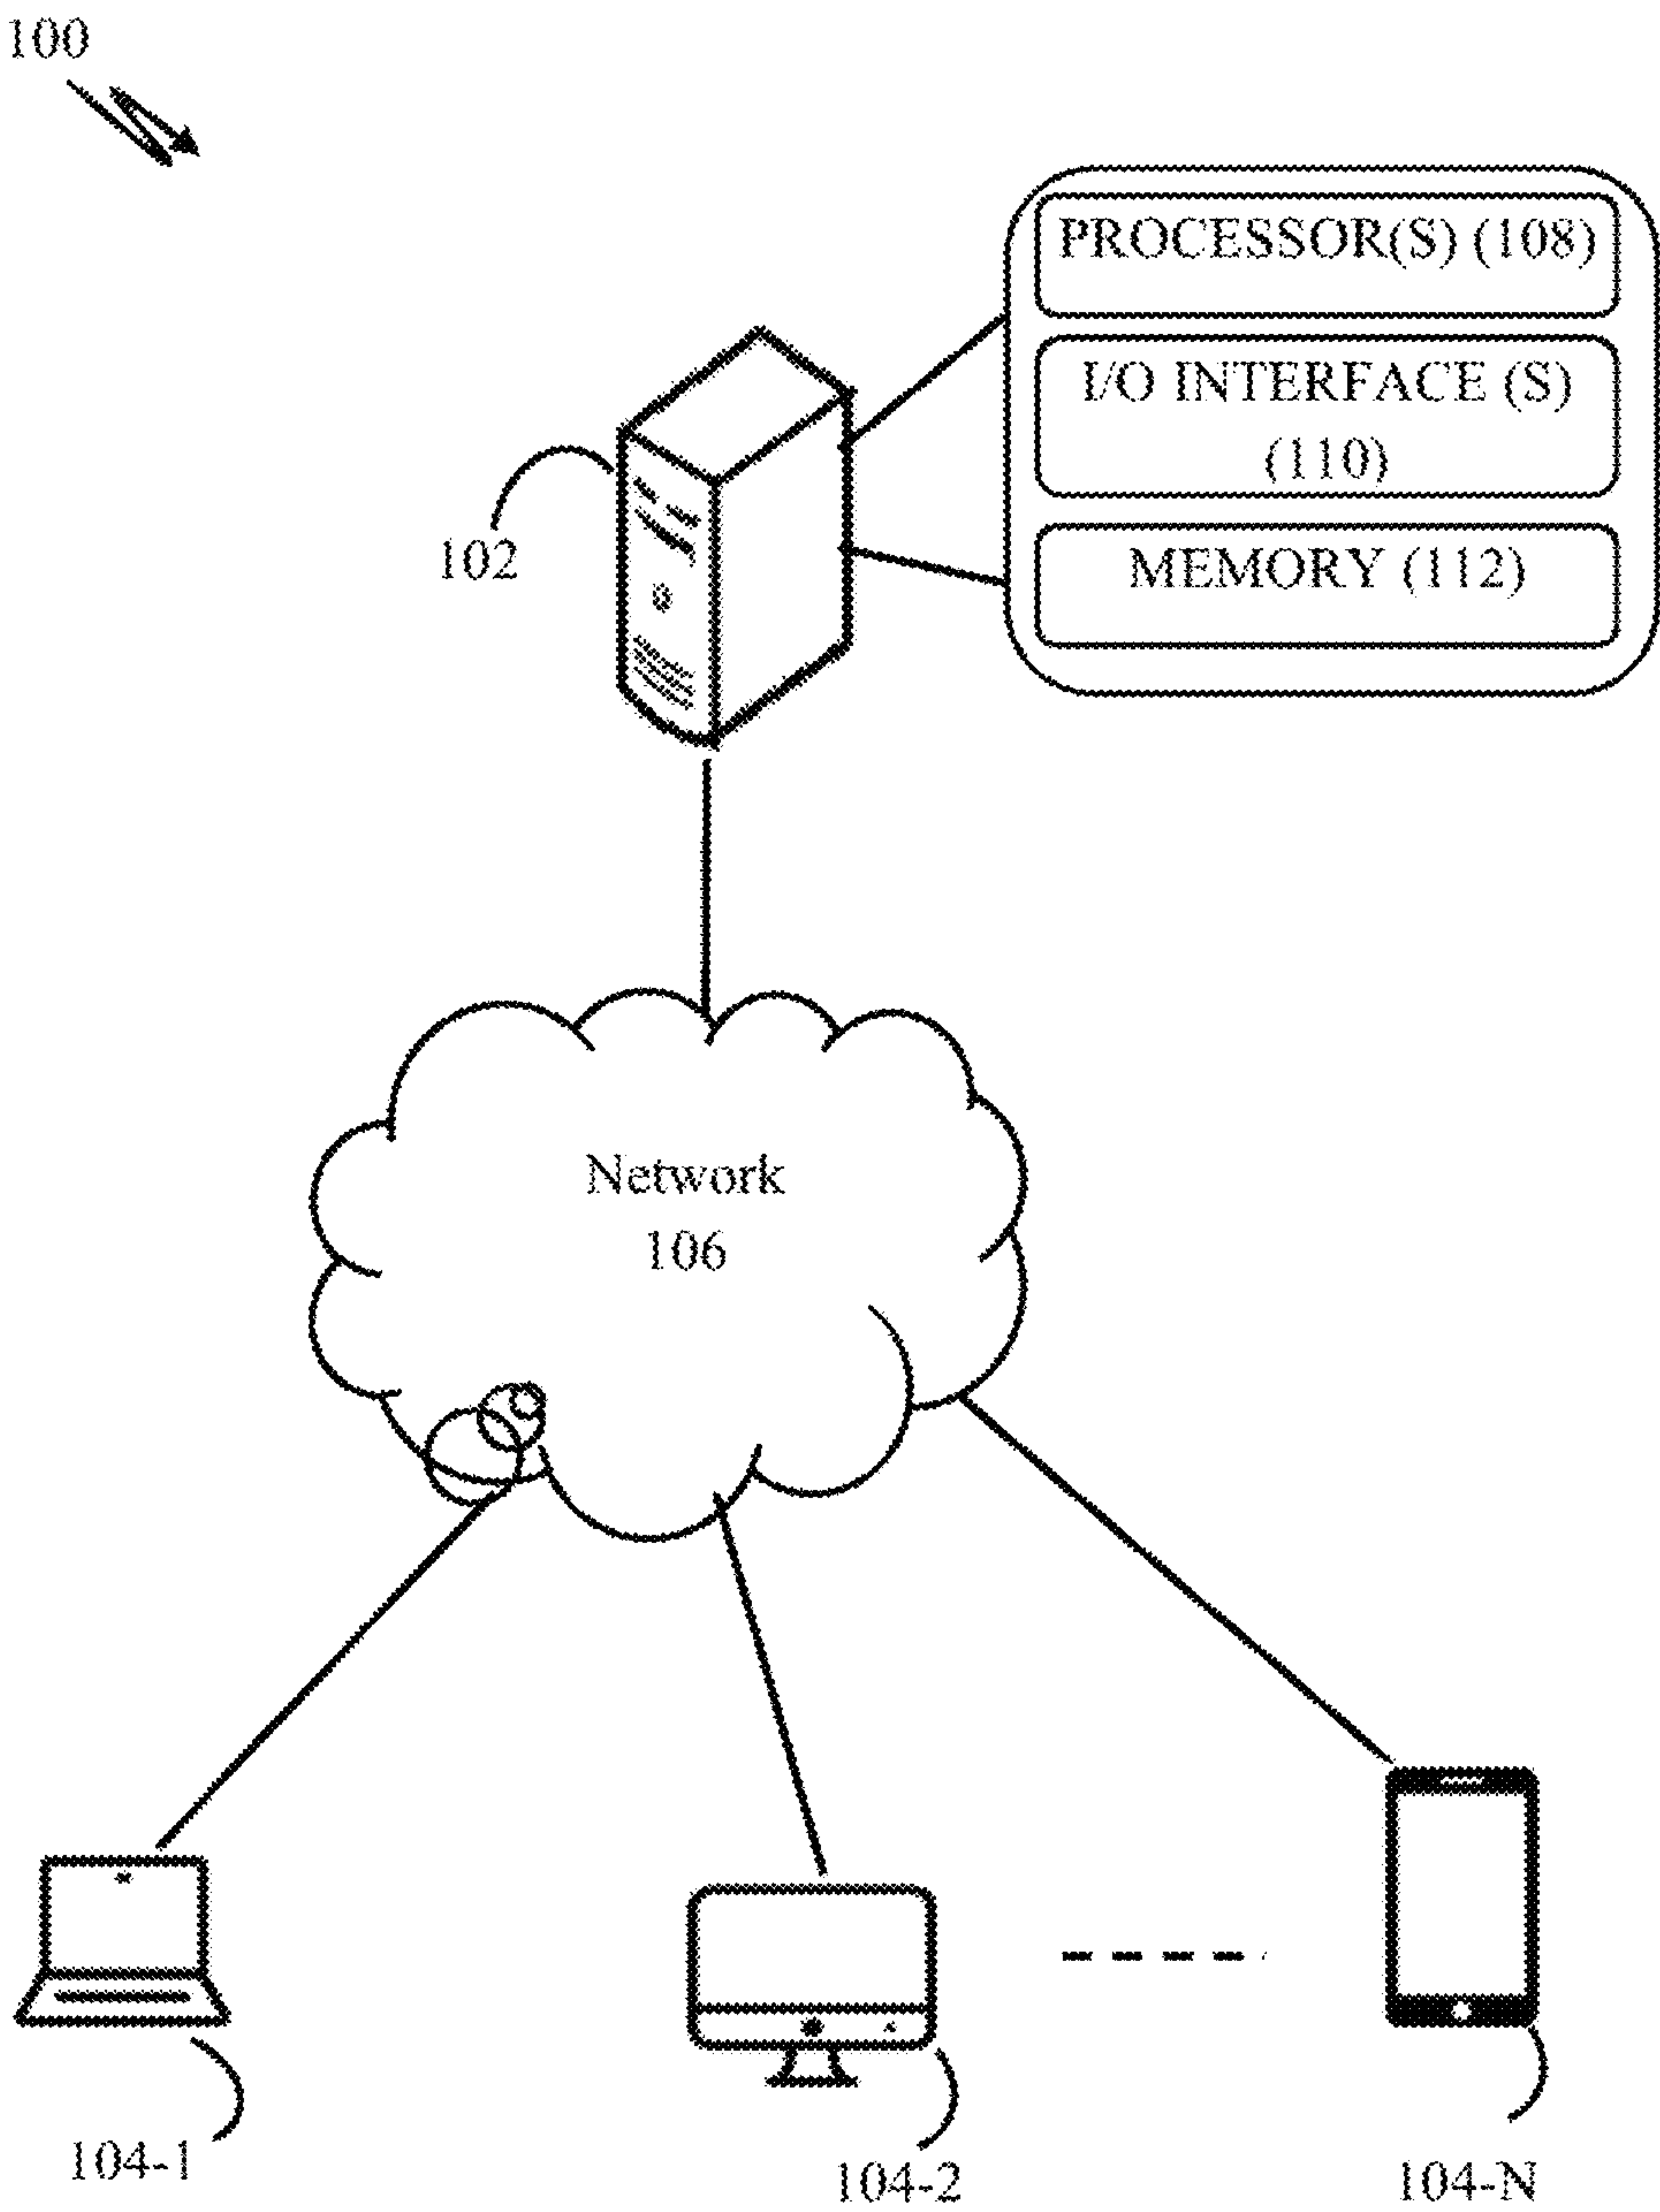 100
PROCESSOR(S) (108)
I/O INTERFACE (S)
(110)
102
MEMORY (112)
Network
106
104-1
104-2
104-N